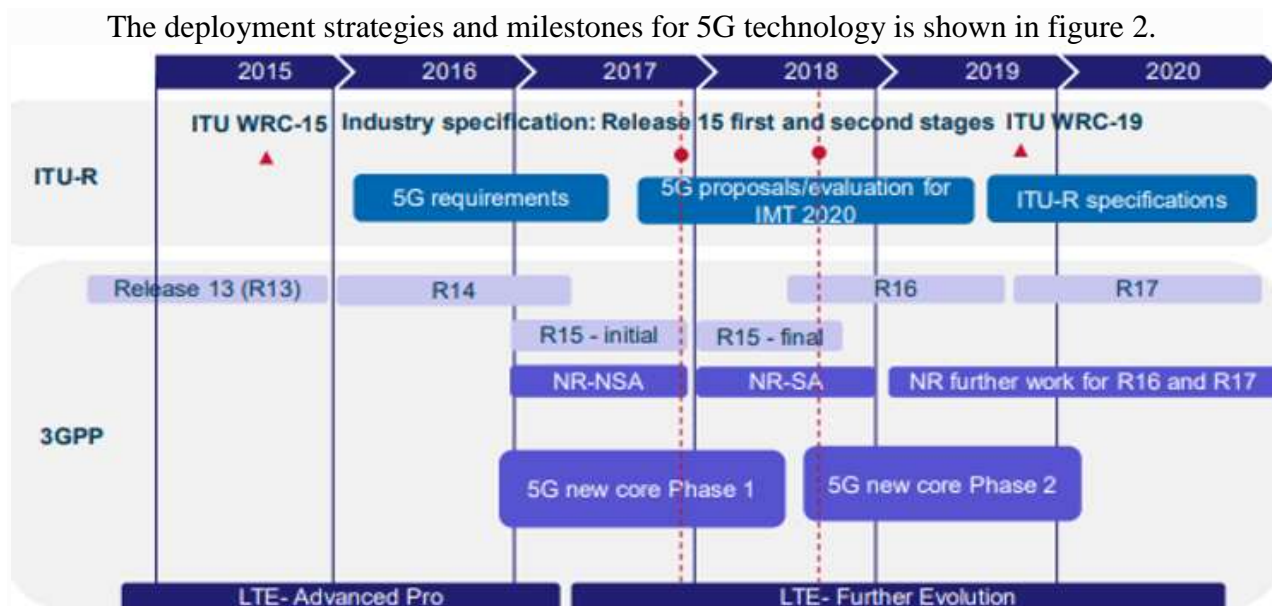 The deployment strategies and milestones for 5G technology is shown in figure 2.
2015 2016 2017 2018 2019 2020
ITU WRC-15 Industry specification: Release 15 first and second stages ITU WRC-19
ITU-R
5G requirements
5G proposals/evaluation for
IMT 2020
ITU-R specifications
Release 13 (R13) R14 R16 R17
R15 - initial R15 - final
NR-NSA NR-SA NR further work for R16 and R17
3GPP
5G new core Phase 1 5G new core Phase 2
LTE- Advanced Pro LTE- Further Evolution